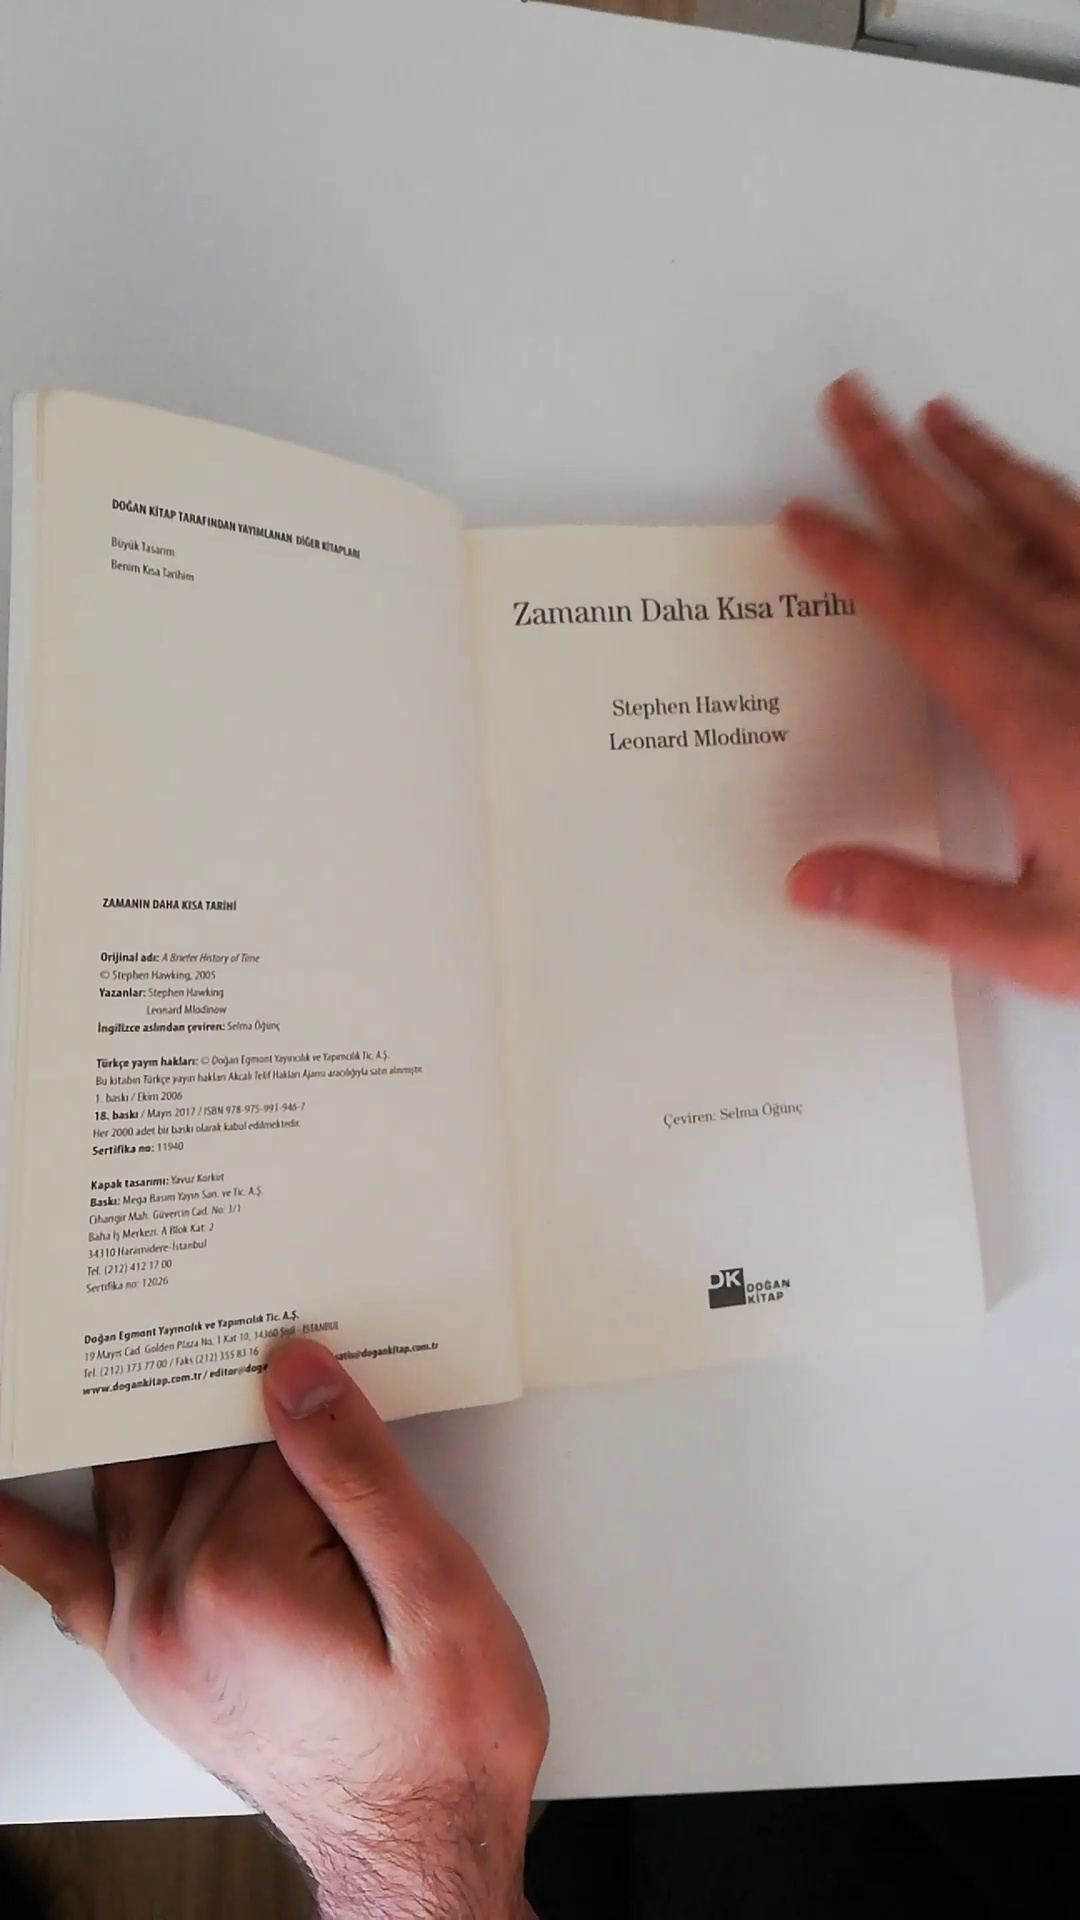 DOĞAN KİTAP TARAFINDAN YAYIMLANAN DİĞER KİTAPLARI
Büyük Tasarım
Benim Kısa Tarihim
ZAMANIN DAHA KISA TARİHİ
Orijinal adı: A Briefer History of Time
© Stephen Hawking, 2005
Yazanlar: Stephen Hawking
Leonard Mlodinow
İngilizce aslından çeviren: Selma Öğünç
Türkçe yayın hakları: © Doğan Egmont Yayıncılık ve Yapımcılık Tic. A.Ş.
Bu kitabın Türkçe yayın hakları Akcalı Telif Hakları Ajansı aracılığıyla satın alınmıştır.
1. baskı / Ekim 2006
18. baskı / Mayıs 2017 / ISBN 978-975-991-946-7
Her 2000 adet bir baskı olarak kabul edilmektedir.
Sertifika no: 11940
Kapak tasarımı: Yavuz Korkut
Baskı: Mega Basım Yayın San. ve Tic. A.Ş.
Cihangir Mah. Güvercin Cad. No: 3/1
Baha İş Merkezi. A Blok Kat: 2
34310 Haramidere-İstanbul
Tel. (212) 412 17 00
Sertifika no: 12026
Doğan Egmont Yayıncılık ve Yapımcılık Tic. A.Ş.
19 Mayıs Cad. Golden Plaza No. 1 Kat 10, 34360 Şişli - İSTANBUL
Tel. (212) 373 77 00 / Faks (212) 355 83 16
www.dogankitap.com.tr / editor@doga satis@dogankitap.com.tr
Zamanın Daha Kısa Tarihi
Stephen Hawking
Leonard Mlodinow
Çeviren: Selma Öğünç
DK DOĞAN
KİTAP